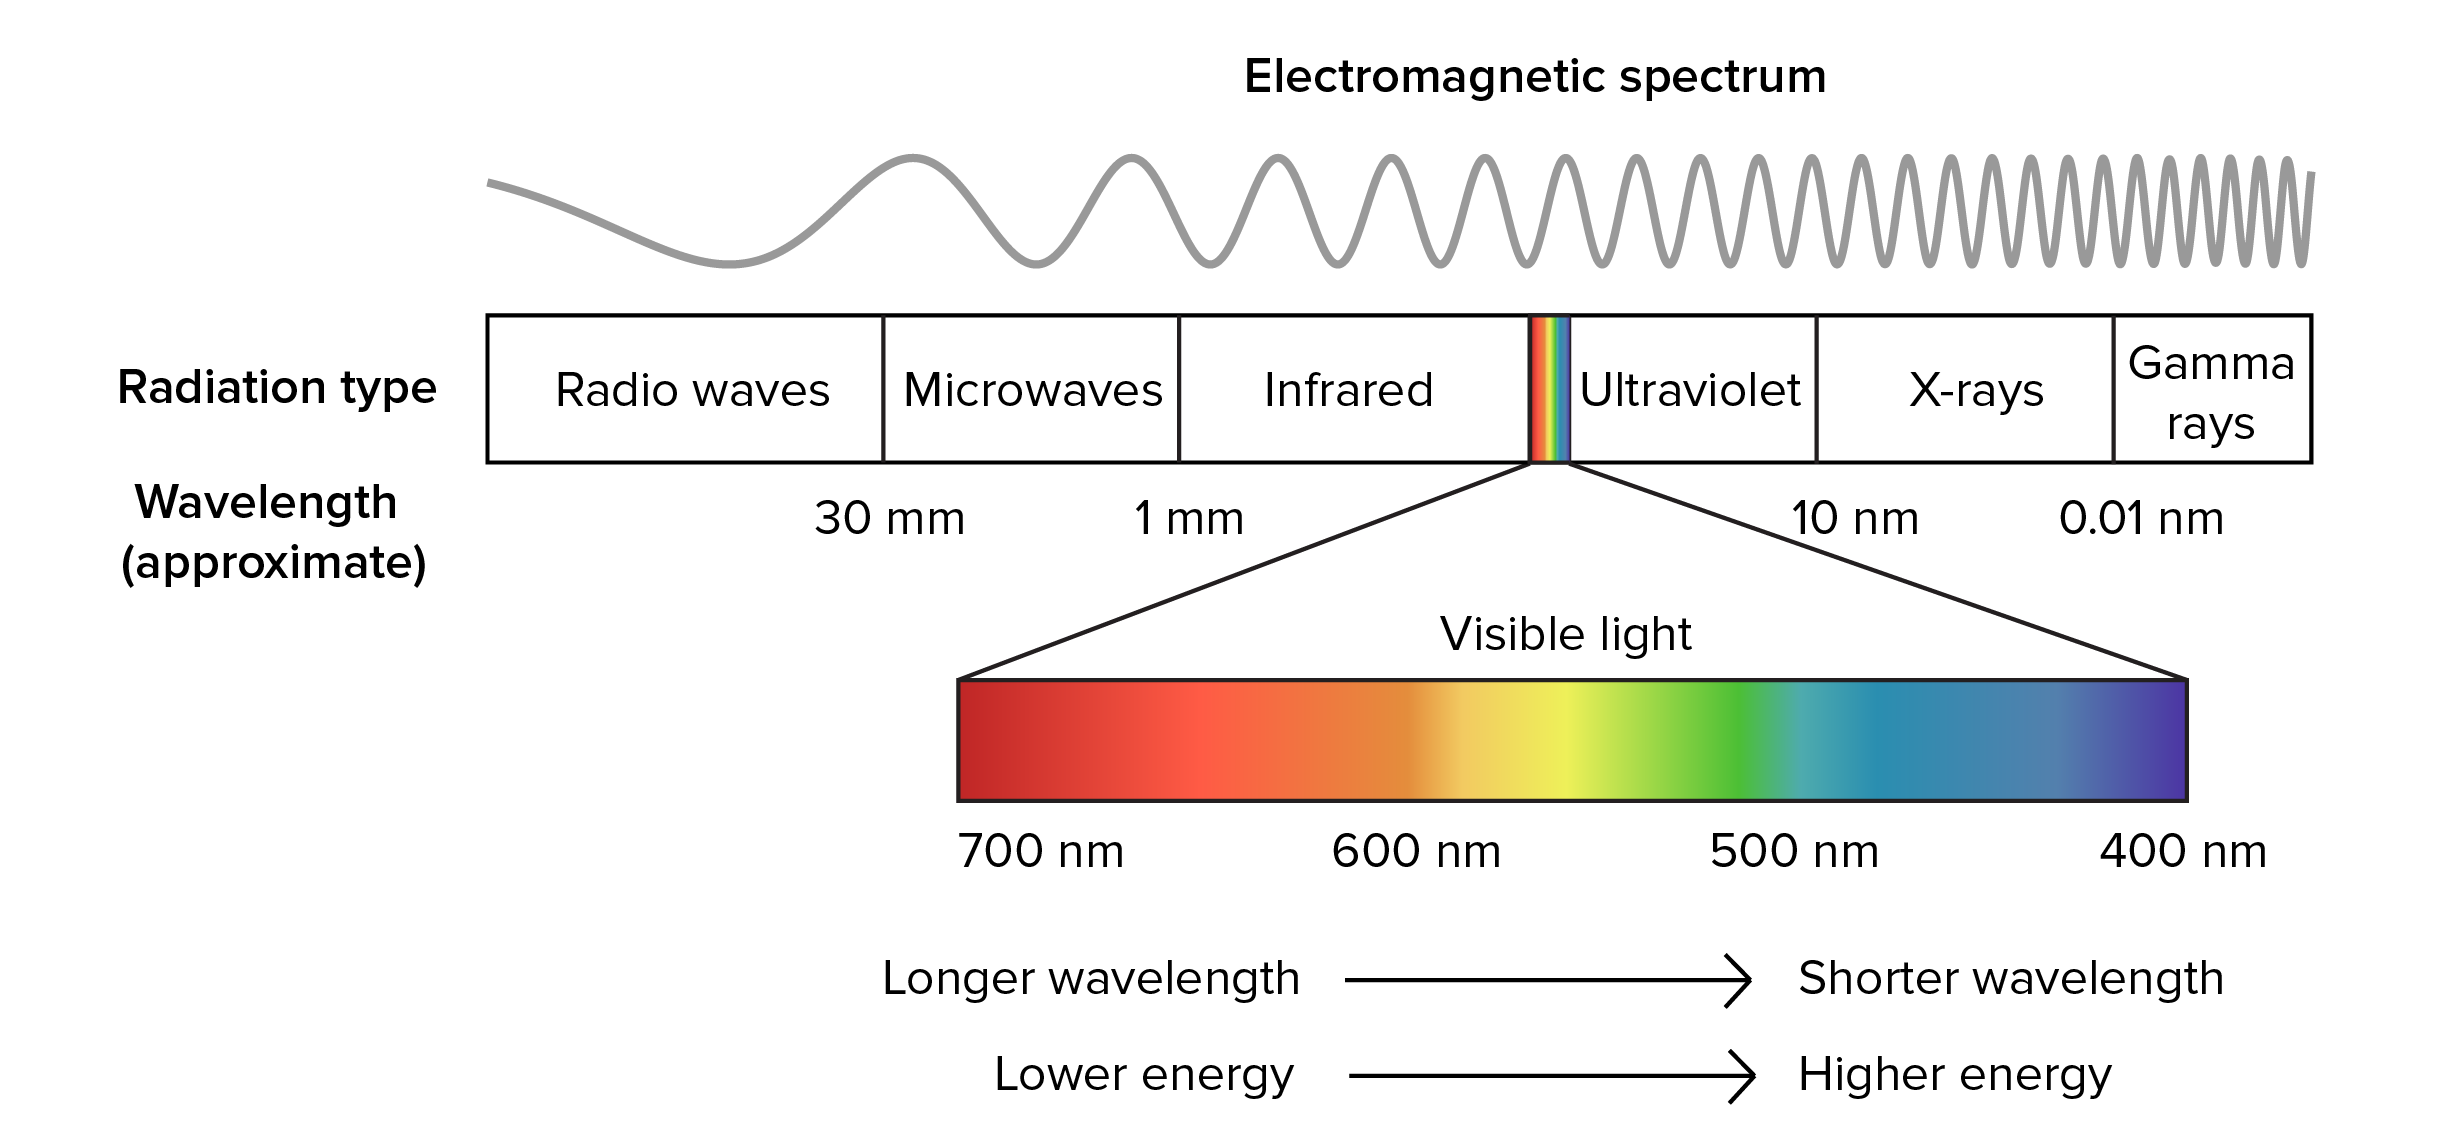 Electromagnetic spectrum
Radiation type
Radio waves
Microwaves
Infrared
Ultraviolet
X-rays
Gamma
rays
Wavelength
(approximate)
30 mm
1 mm
10 nm
0.01 nm
Visible light
700 nm
600 nm
500 nm
400 nm
Longer wavelength
Shorter wavelength
Lower energy
Higher energy